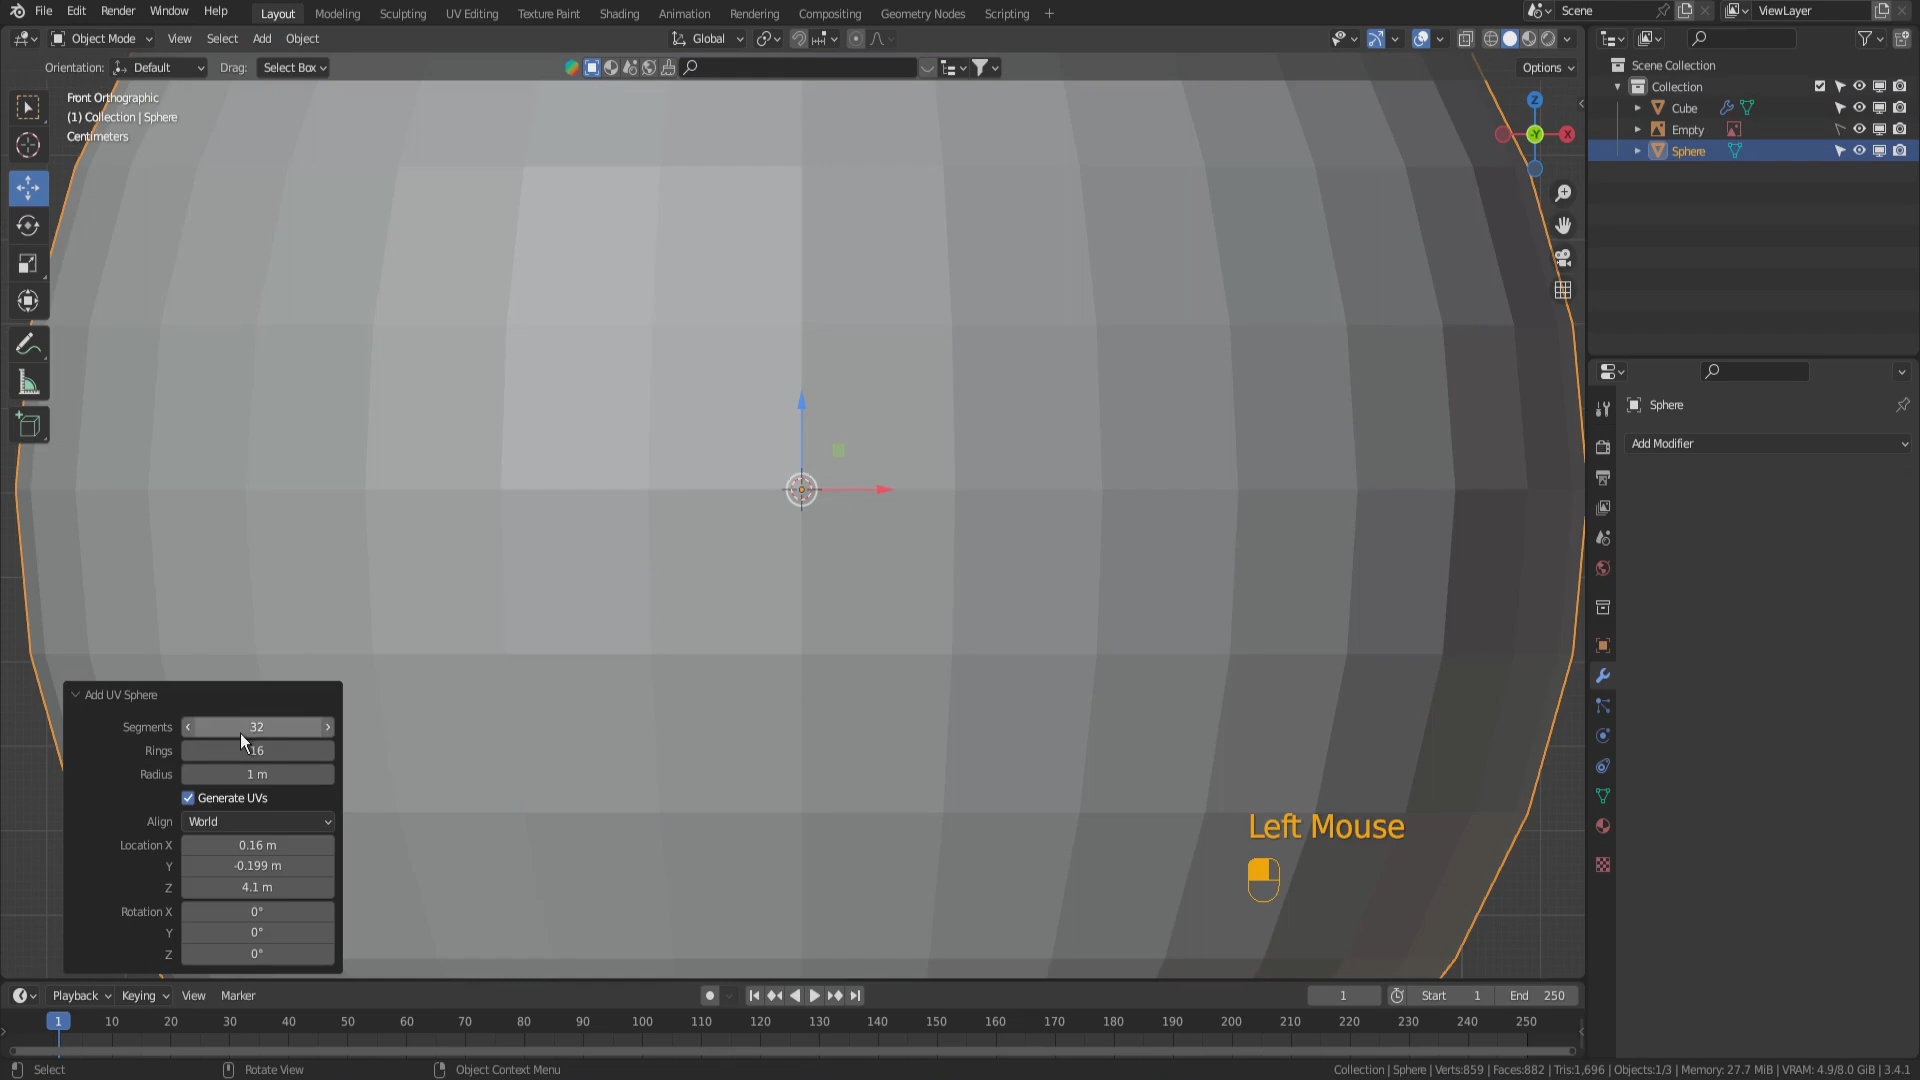 File Edit Render Window Help Layout Modeling Sculpting UV Editing Texture Paint Shading Animation Rendering Compositing Geometry Nodes Scripting + Scene ViewLayer
Object Mode View Select Add Object Global
Orientation: Default Drag: Select Box Options
Front Orthographic
(1) Collection | Sphere
Centimeters
Z
-Y
X
Scene Collection
Collection
Cube
Empty
Sphere
Sphere
Add Modifier
Add UV Sphere
Segments 32
Rings 16
Radius 1 m
Generate UVs
Align World
Location X 0.16 m
Y -0.199 m
Z 4.1 m
Rotation X 0°
Y 0°
Z 0°
Left Mouse
Playback Keying View Marker 1 Start 1 End 250
1 10 20 30 40 50 60 70 80 90 100 110 120 130 140 150 160 170 180 190 200 210 220 230 240 250
Select Rotate View Object Context Menu Collection | Sphere | Verts:859 | Faces:882 | Tris:1,696 | Objects:1/3 | Memory: 27.7 MiB | VRAM: 4.9/8.0 GiB | 3.4.1